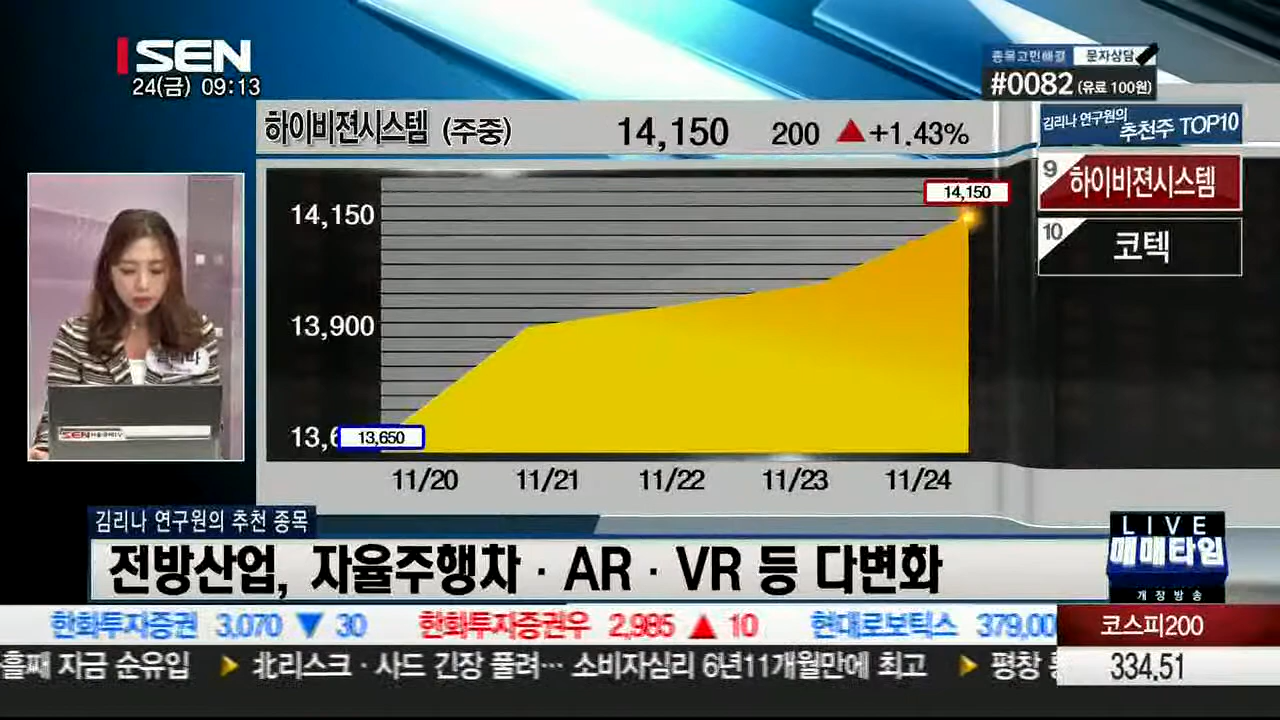 SEN
24(금) 09:13
종목고민해결 문자상담
#0082 (유료 100원)
하이비젼시스템 (주중) 14,150 200 ▲+1.43%
김리나 연구원의
추천주 TOP10
9 하이비젼시스템
10 코텍
14,150
14,150
13,900
13,650
11/20 11/21 11/22 11/23 11/24
김리나
SEN
김리나 연구원의 추천 종목
전방산업, 자율주행차 · AR · VR 등 다변화
LIVE
매매타임
개장방송
한화투자증권 3,070 ▼ 30 한화투자증권우 2,985 ▲ 10 현대로보틱스 379,00
코스피200
흘째 자금 순유입 ▶ 北리스크 · 사드 긴장 풀려… 소비자심리 6년11개월만에 최고 ▶ 평창
334.51